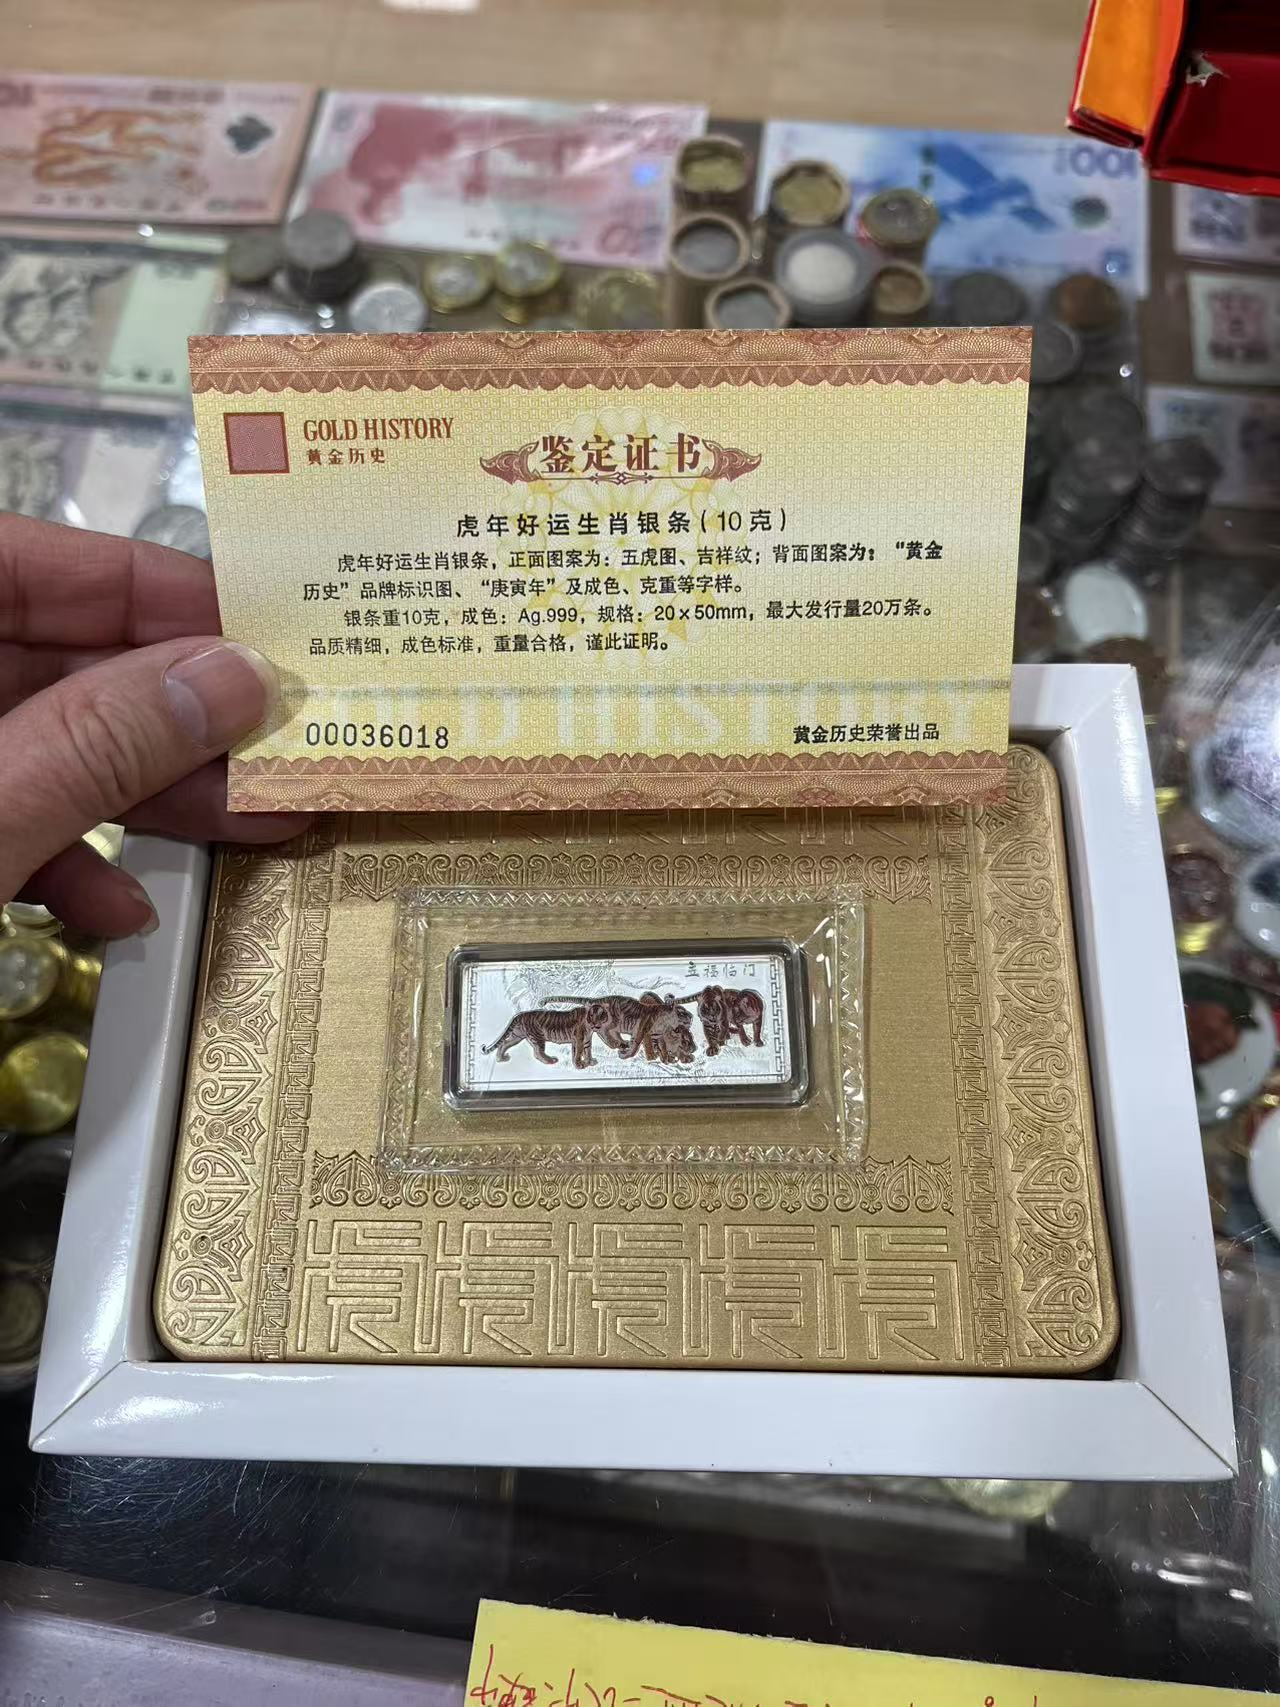 GOLD HISTORY
黄金历史
鉴定证书
虎年好运生肖银条(10克)
虎年好运生肖银条,正面图案为:五虎图、吉祥纹;背面图案为:“黄金
历史”品牌标识图、“庚寅年”及成色、克重等字样。
银条重10克,成色:Ag.999,规格:20×50mm,最大发行量20万条。
品质精细,成色标准,重量合格,谨此证明。
GOLD HISTORY
00036018
黄金历史荣誉出品
五福临门